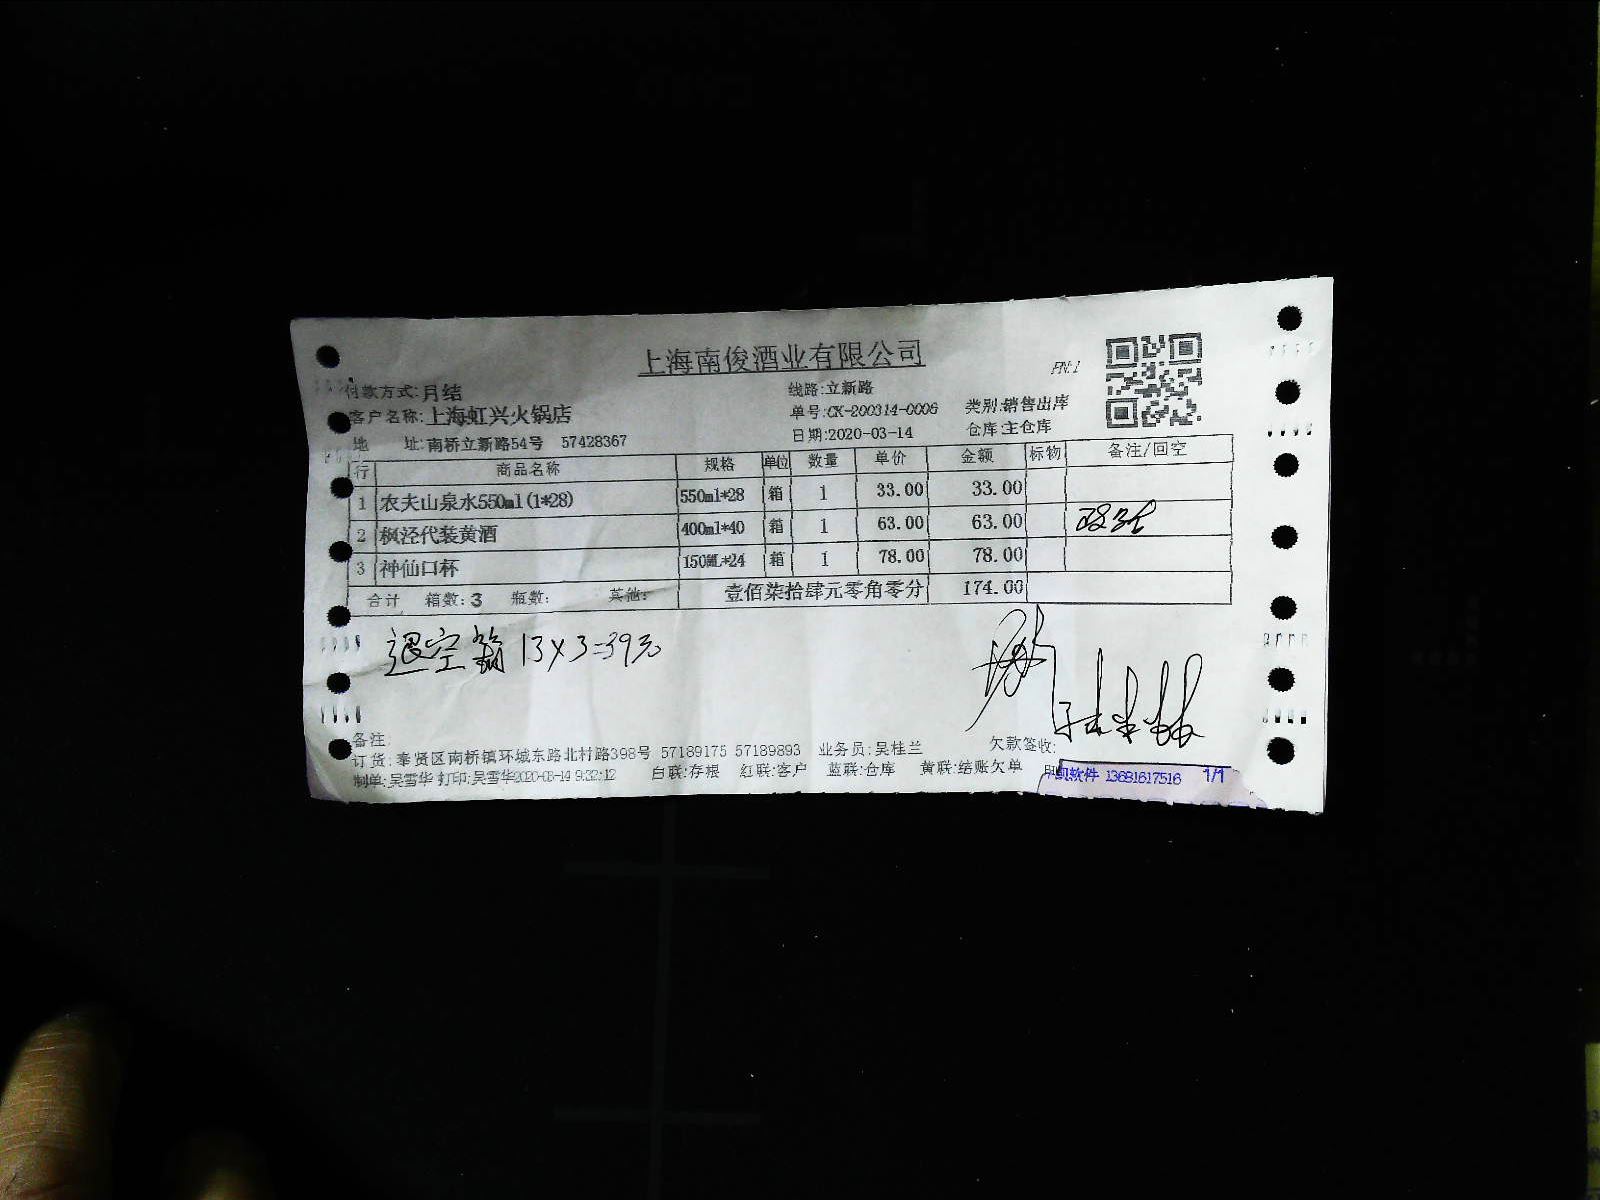 上海南俊酒业有限公司
PN:1
付款方式:月结 线路:立新路
客户名称:上海虹兴火锅店 单号:CK-200314-0006 类别:销售出库
地 址:南桥立新路54号 57428367 日期:2020-03-14 仓库:主仓库
行 商品名称 规格 单位 数量 单价 金额 标物 备注/回空
1 农夫山泉水550ml(1*28) 550ml*28 箱 1 33.00 33.00
2 枫泾代装黄酒 400ml*40 箱 1 63.00 63.00
3 神仙口杯 150ML*24 箱 1 78.00 78.00
合计 箱数:3 瓶数: 其他: 壹佰柒拾肆元零角零分 174.00
退空箱 13×3=39元
备注:
订货:奉贤区南桥镇环城东路北村路398号 57189175 57189893 业务员:吴桂兰 欠款签收:
制单:吴雪华 打印:吴雪华2020-03-14 9:32:12 白联:存根 红联:客户 蓝联:仓库 黄联:结账欠单 软件 13681617516 1/1